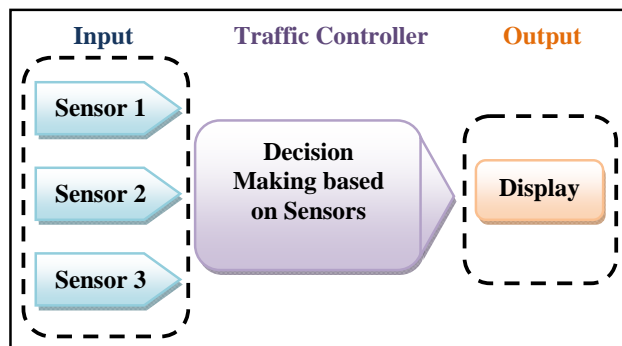 Input
Traffic Controller
Output
Sensor 1
Sensor 2
Sensor 3
Decision
Making based
on Sensors
Display